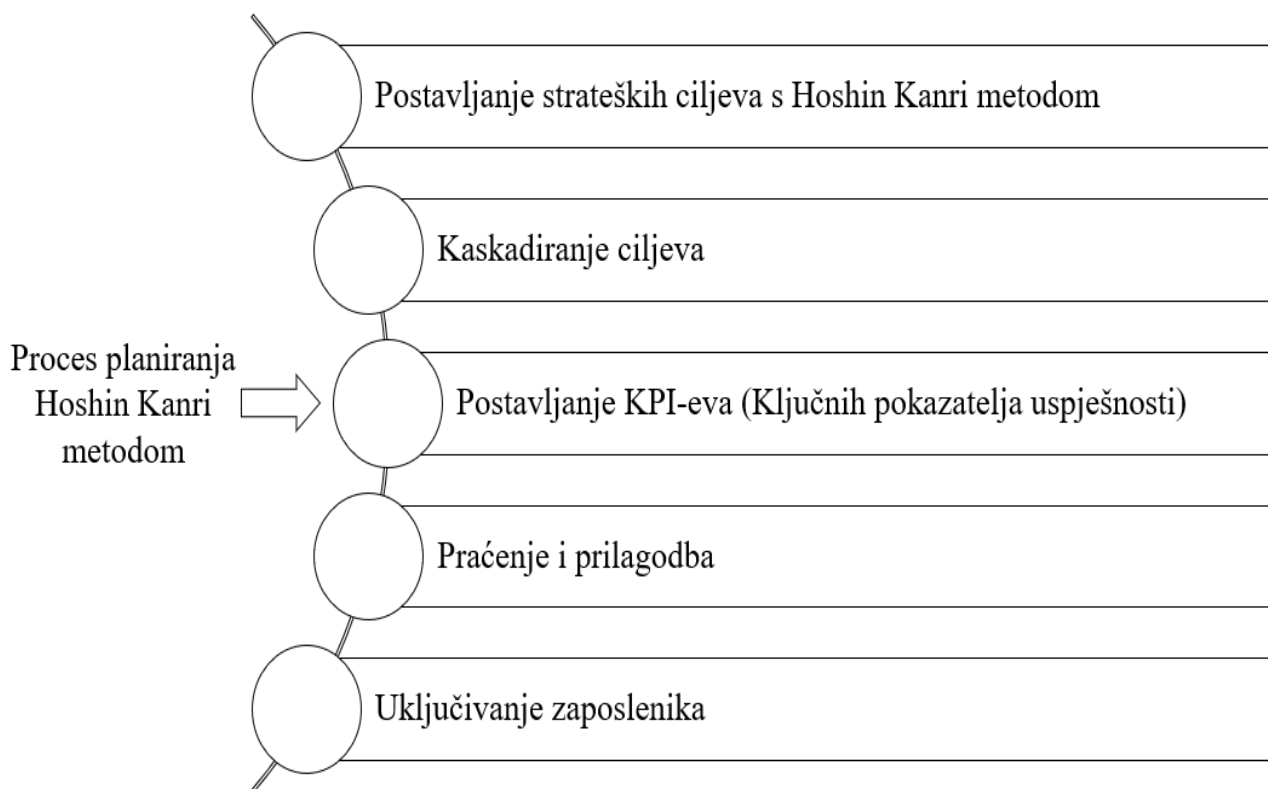 Postavljanje strateških ciljeva s Hoshin Kanri metodom
Kaskadiranje ciljeva
Proces planiranja
Hoshin Kanri
metodom
Postavljanje KPI-eva (Ključnih pokazatelja uspješnosti)
Praćenje i prilagodba
Uključivanje zaposlenika